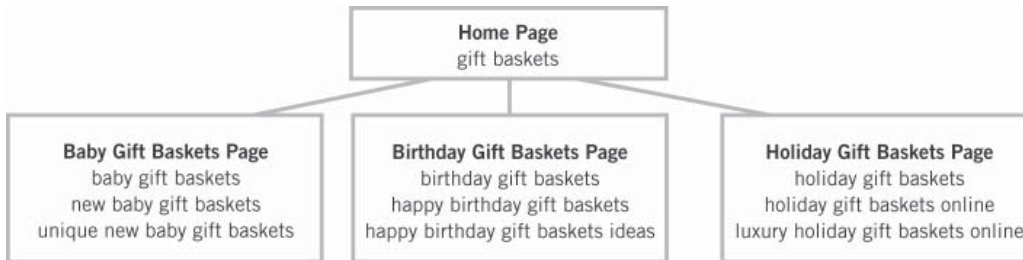 Home Page
gift baskets
Baby Gift Baskets Page
baby gift baskets
new baby gift baskets
unique new baby gift baskets
Birthday Gift Baskets Page
birthday gift baskets
happy birthday gift baskets
happy birthday gift baskets ideas
Holiday Gift Baskets Page
holiday gift baskets
holiday gift baskets online
luxury holiday gift baskets online